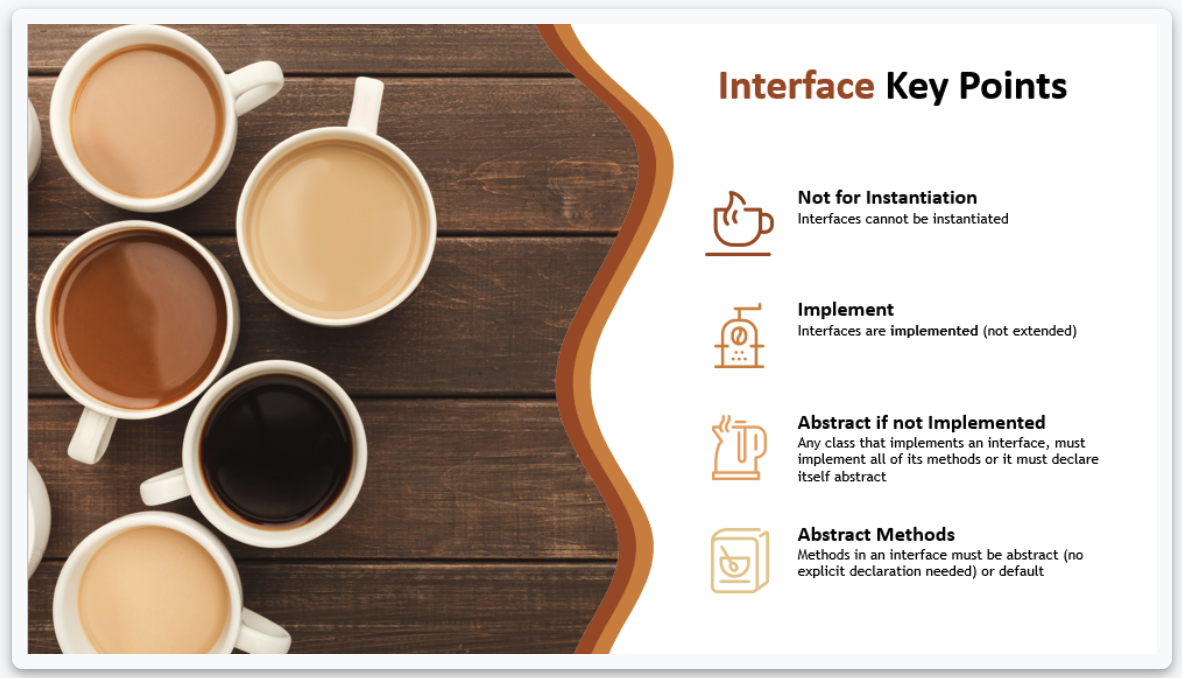 Interface Key Points
Not for Instantiation
Interfaces cannot be instantiated
Implement
Interfaces are implemented (not extended)
Abstract if not Implemented
Any class that implements an interface, must
implement all of its methods or it must declare
itself abstract
Abstract Methods
Methods in an interface must be abstract (no
explicit declaration needed) or default